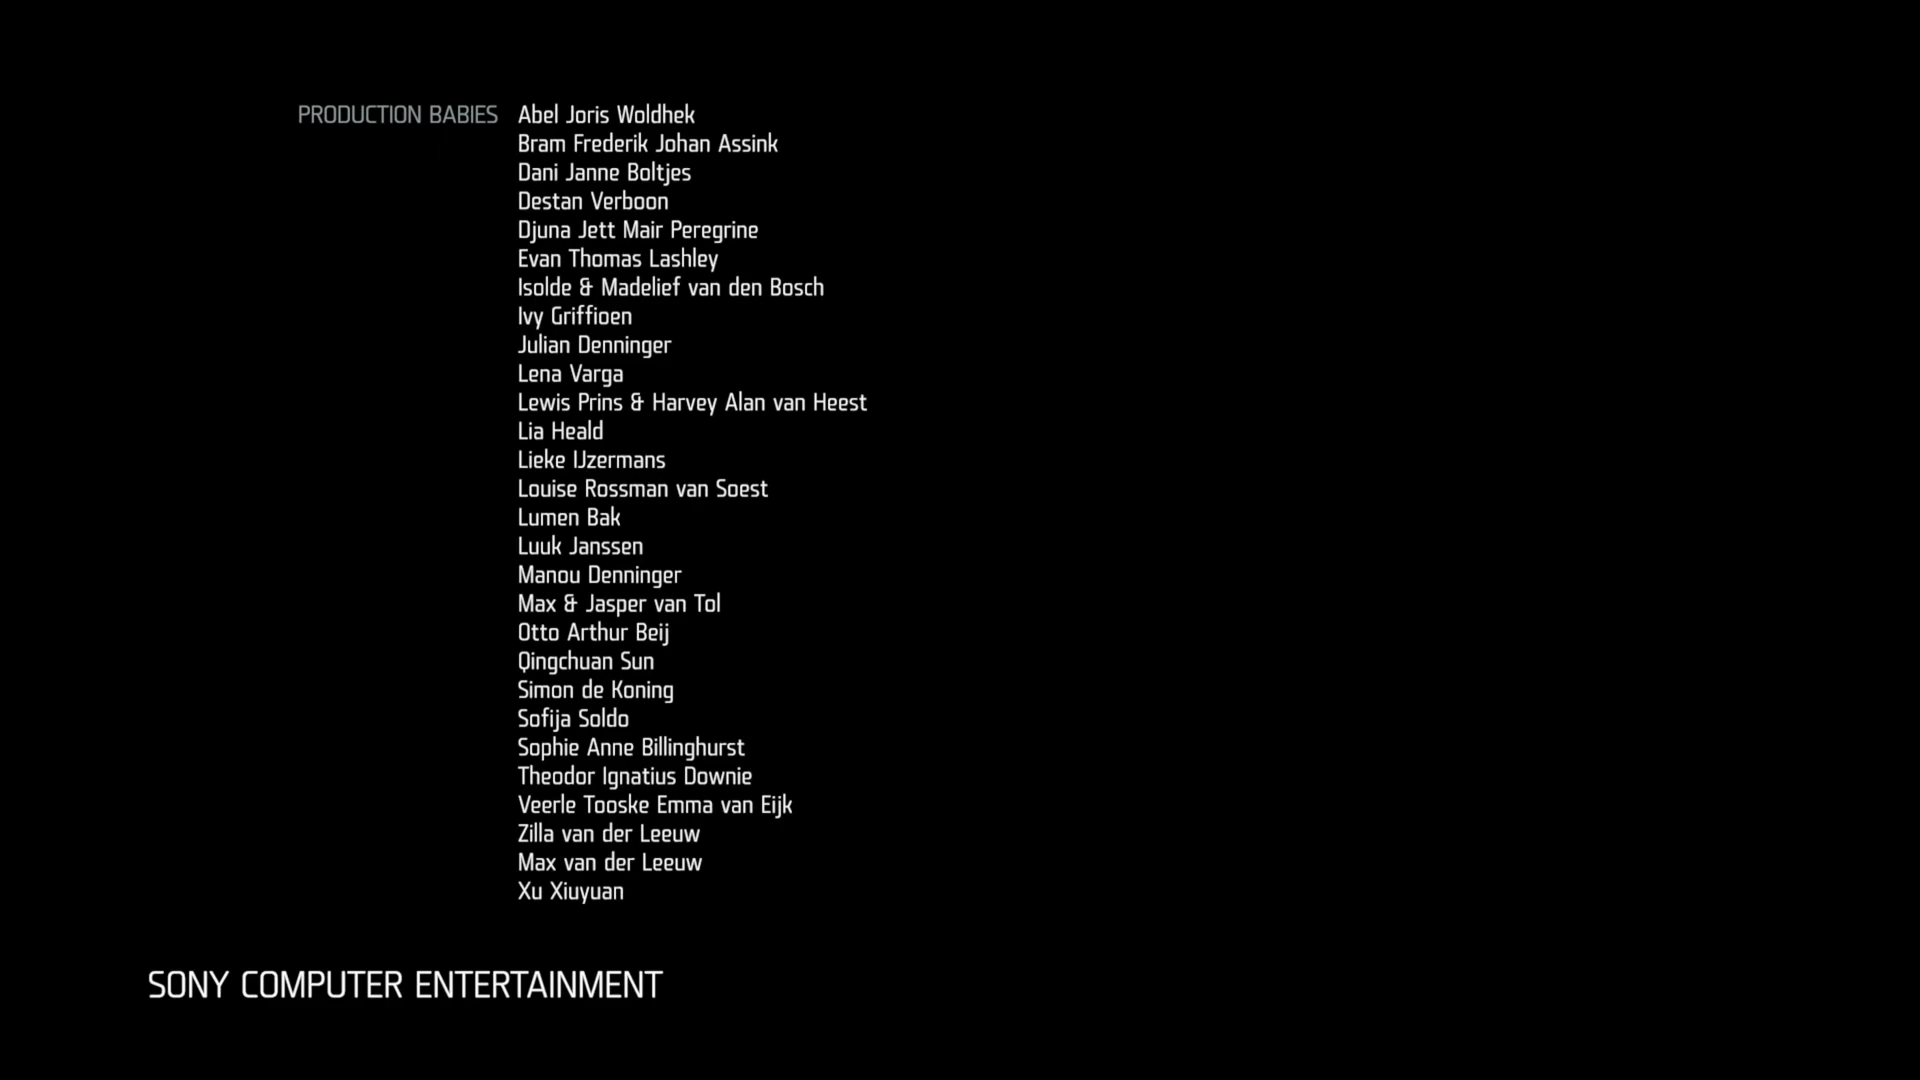 PRODUCTION BABIES Abel Joris Woldhek
Bram Frederik Johan Assink
Dani Janne Boltjes
Destan Verboon
Djuna Jett Mair Peregrine
Evan Thomas Lashley
Isolde & Madelief van den Bosch
Ivy Griffioen
Julian Denninger
Lena Varga
Lewis Prins & Harvey Alan van Heest
Lia Heald
Lieke IJzermans
Louise Rossman van Soest
Lumen Bak
Luuk Janssen
Manou Denninger
Max & Jasper van Tol
Otto Arthur Beij
Qingchuan Sun
Simon de Koning
Sofija Soldo
Sophie Anne Billinghurst
Theodor Ignatius Downie
Veerle Tooske Emma van Eijk
Zilla van der Leeuw
Max van der Leeuw
Xu Xiuyuan
SONY COMPUTER ENTERTAINMENT